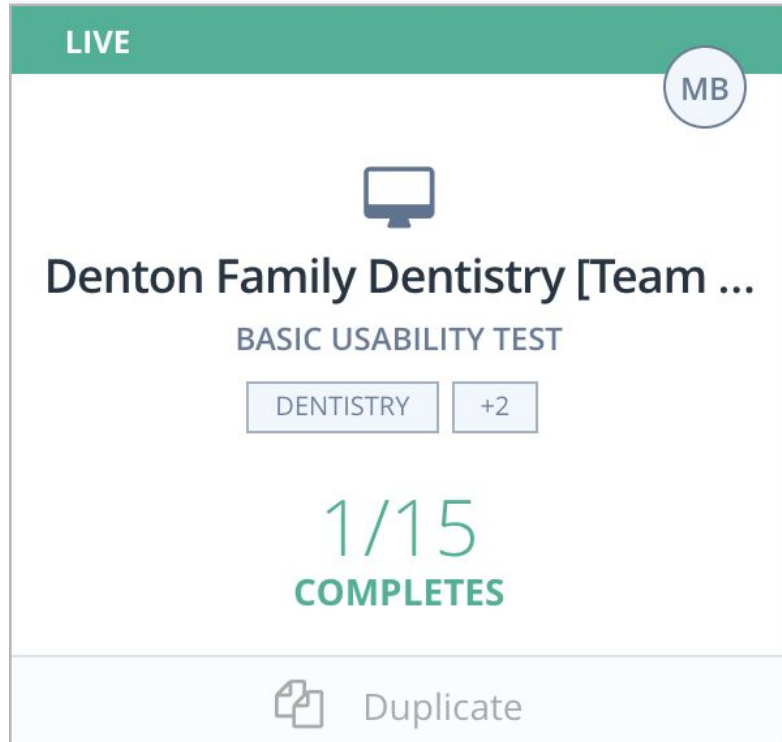 LIVE
MB
Denton Family Dentistry [Team ...
BASIC USABILITY TEST
DENTISTRY +2
1/15
COMPLETES
Duplicate